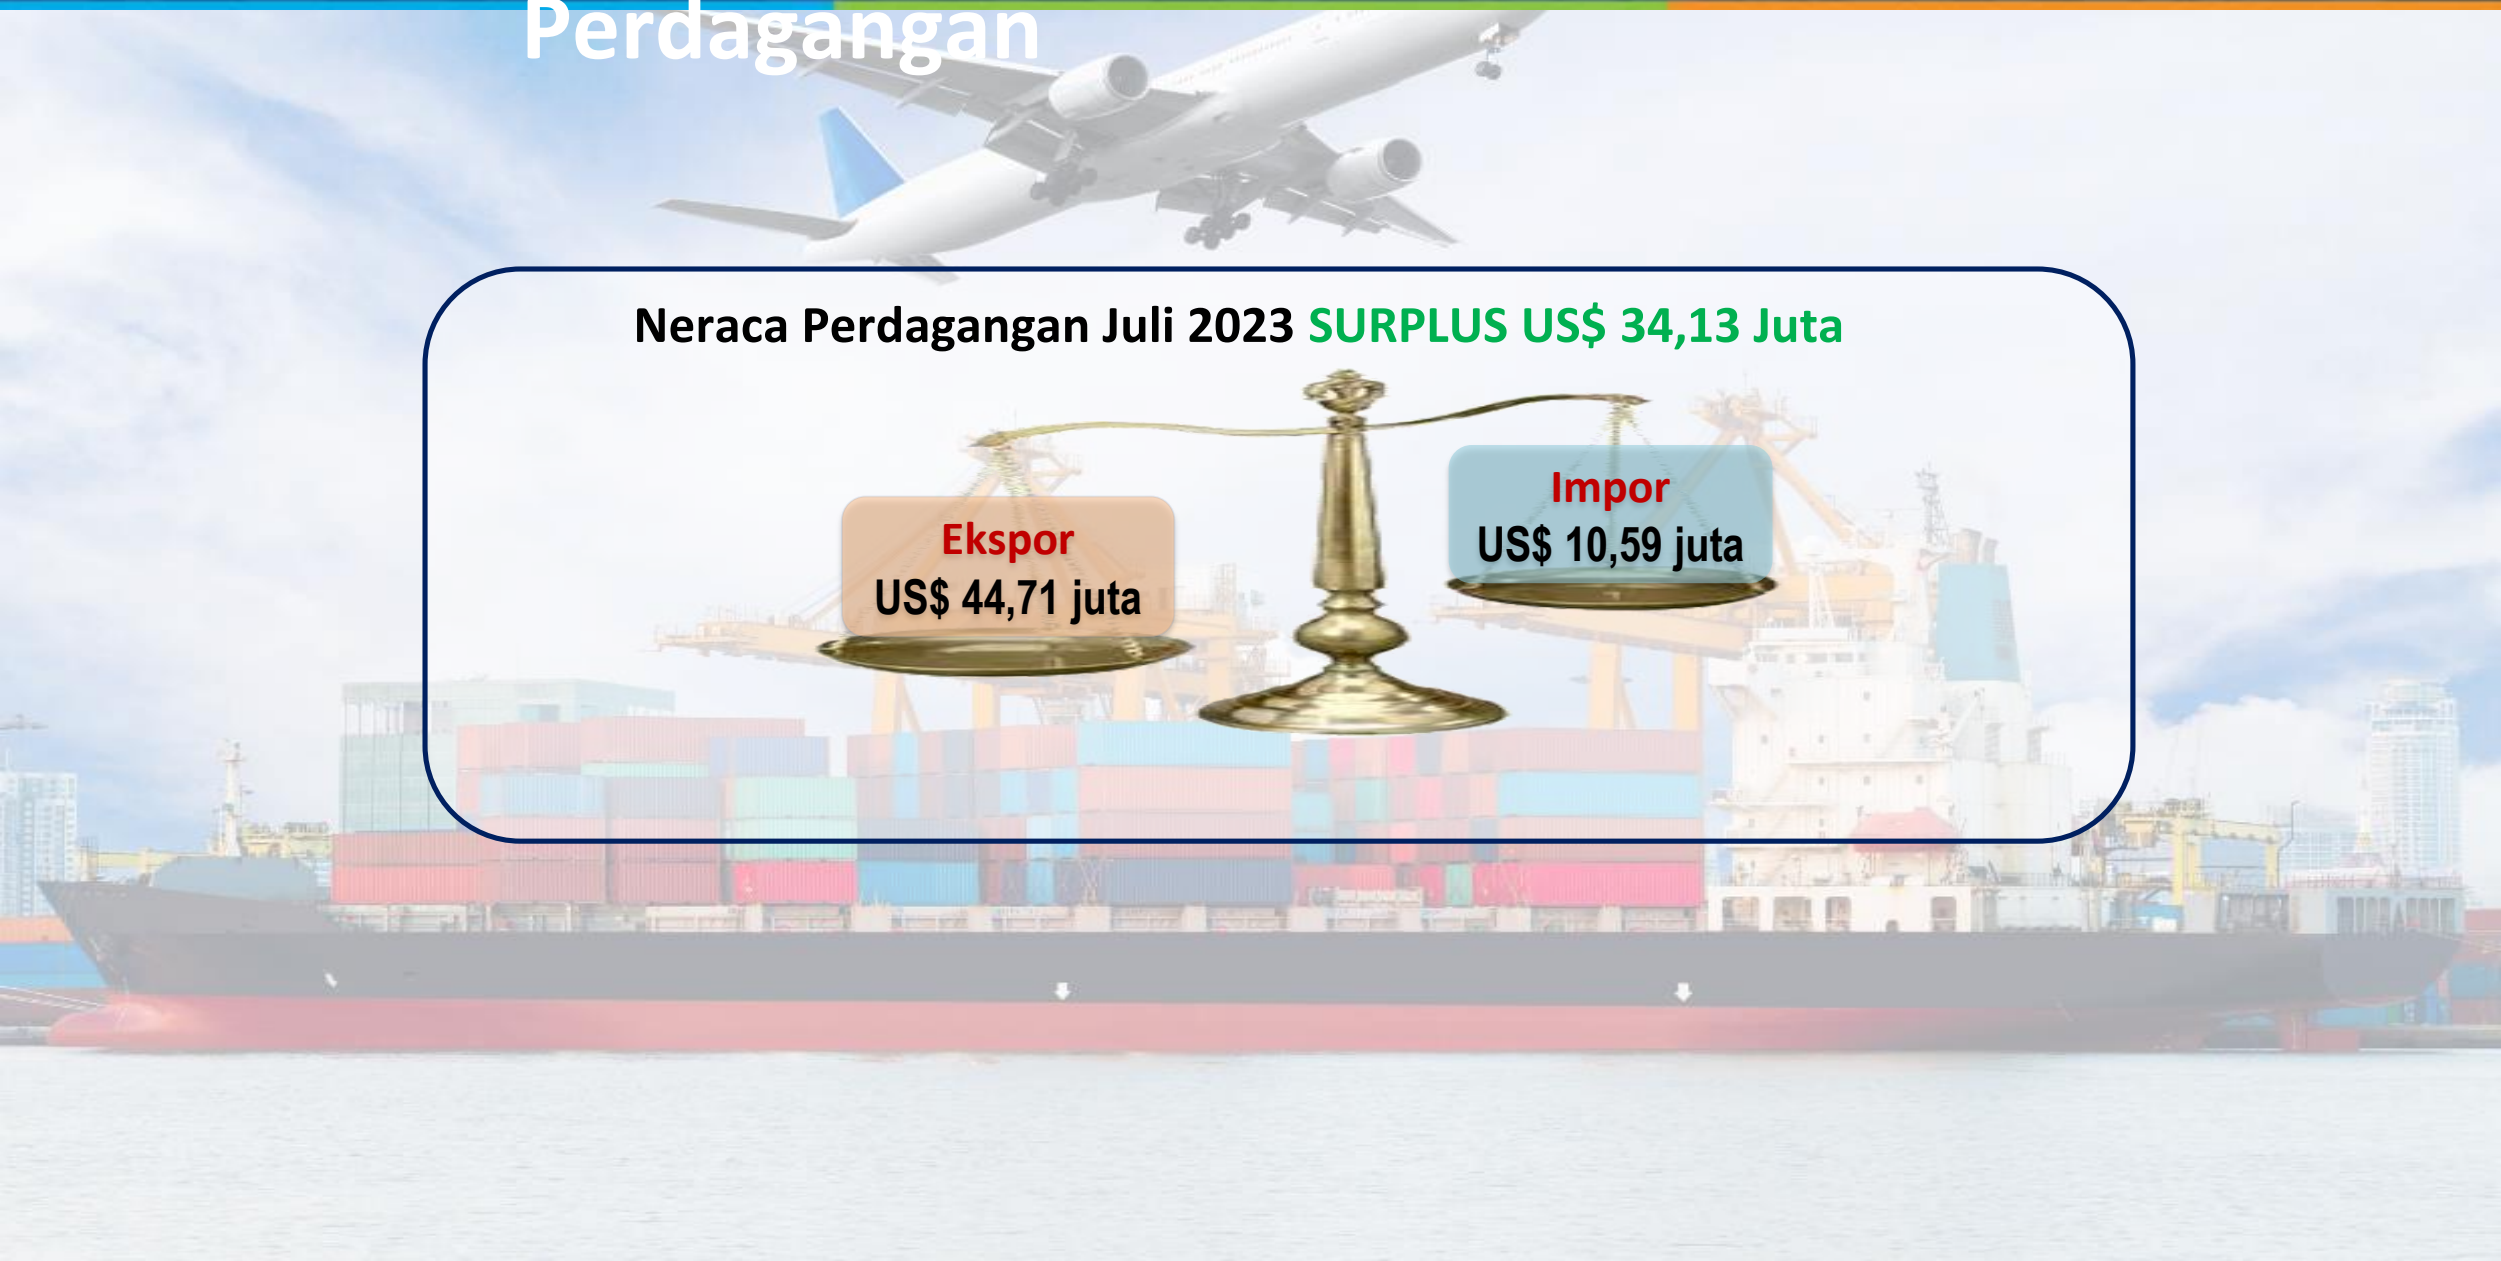 Perdagangan
Neraca Perdagangan Juli 2023 SURPLUS US$ 34,13 Juta
Impor
US$ 10,59 juta
Ekspor
US$ 44,71 juta